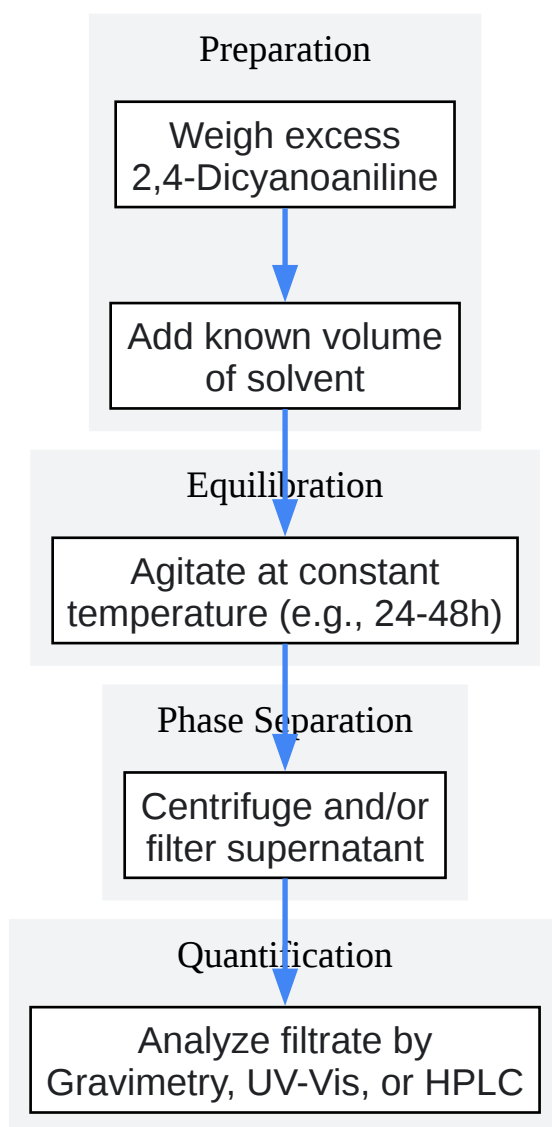 Preparation
Weigh excess
2,4-Dicyanoaniline
Add known volume
of solvent
Equilibration
Agitate at constant
temperature (e.g., 24-48h)
Phase Separation
Centrifuge and/or
filter supernatant
Quantification
Analyze filtrate by
Gravimetry, UV-Vis, or HPLC